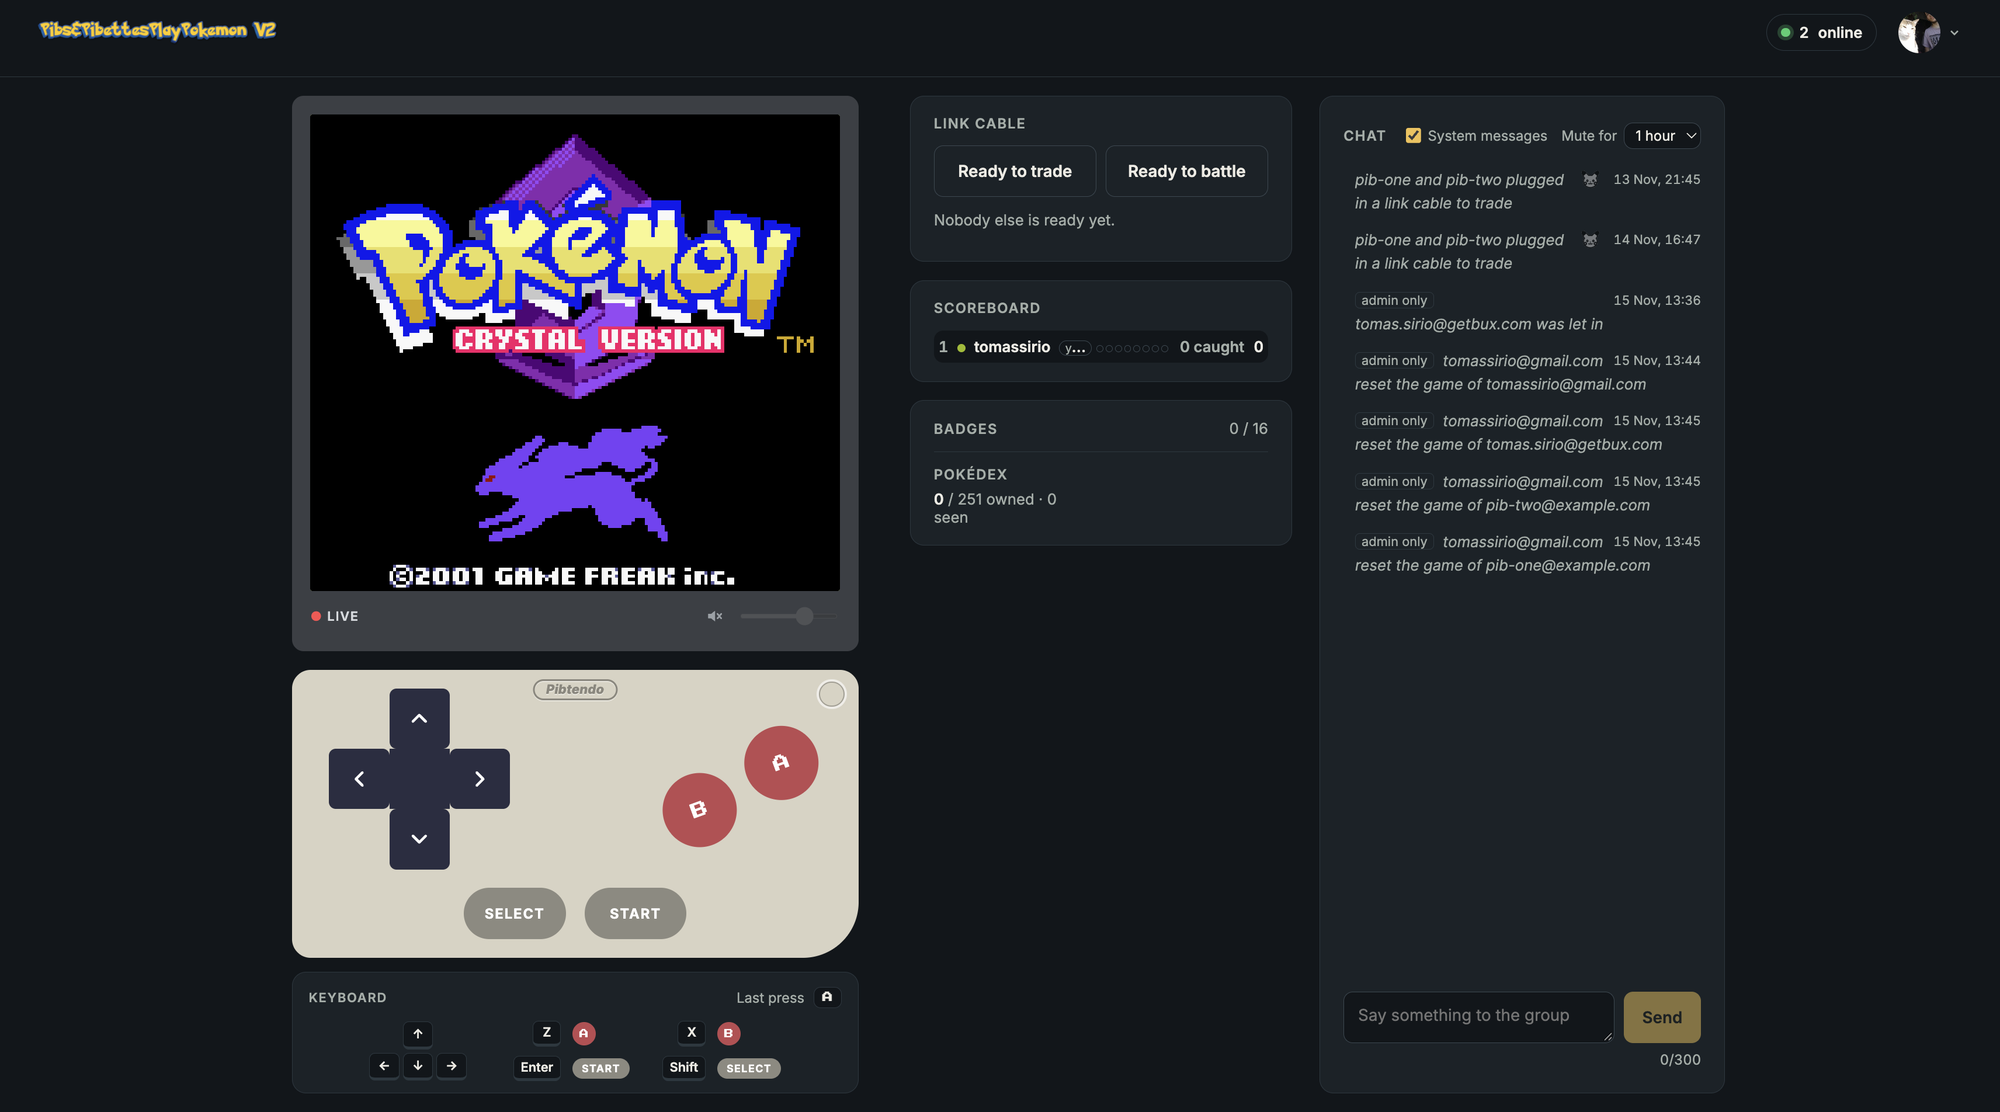 Pibs&PibettesPlayPokemon V2
2 online
POKéMON
CRYSTAL VERSION
TM
©2001 GAME FREAK inc.
LIVE
Pibtendo
A
B
SELECT START
KEYBOARD
Last press A
↑
← ↓ →
Z A
Enter START
X B
Shift SELECT
LINK CABLE
Ready to trade
Ready to battle
Nobody else is ready yet.
SCOREBOARD
1 tomassirio y... 0 caught 0
BADGES 0 / 16
POKÉDEX
0 / 251 owned · 0
seen
CHAT System messages Mute for 1 hour
pib-one and pib-two plugged 13 Nov, 21:45
in a link cable to trade
pib-one and pib-two plugged 14 Nov, 16:47
in a link cable to trade
admin only 15 Nov, 13:36
tomas.sirio@getbux.com was let in
admin only tomassirio@gmail.com 15 Nov, 13:44
reset the game of tomassirio@gmail.com
admin only tomassirio@gmail.com 15 Nov, 13:45
reset the game of tomas.sirio@getbux.com
admin only tomassirio@gmail.com 15 Nov, 13:45
reset the game of pib-two@example.com
admin only tomassirio@gmail.com 15 Nov, 13:45
reset the game of pib-one@example.com
Say something to the group
Send
0/300